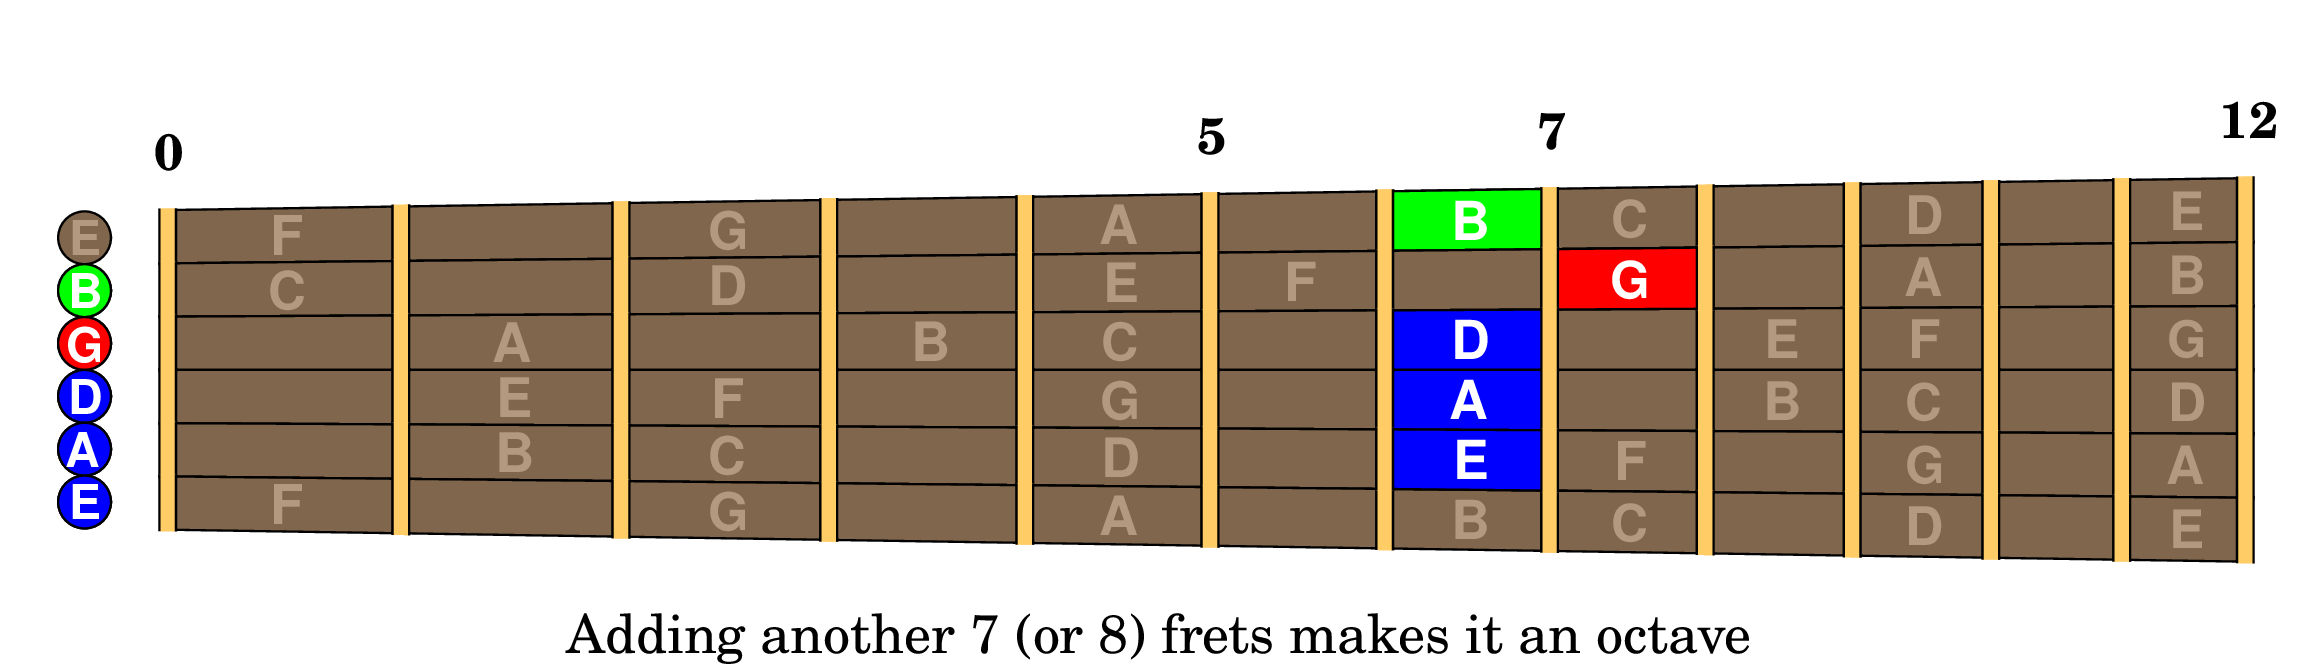 0 5 7 12
E F G A B C D E
B C D E F G A B
G A B C D E F G
D E F G A B C D
A B C D E F G A
E F G A B C D E
Adding another 7 (or 8) frets makes it an octave